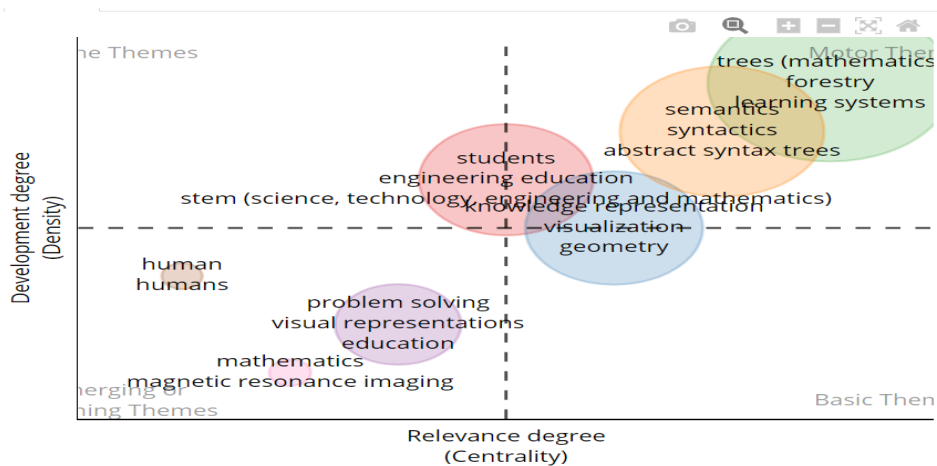 ne Themes
Motor Then
trees (mathematics
forestry
learning systems
semantics
syntactics
abstract syntax trees
students
engineering education
stem (science, technology, engineering and mathematics)
knowledge representation
visualization
geometry
human
humans
problem solving
visual representations
education
mathematics
magnetic resonance imaging
nerging or
ning Themes
Basic Then
Development degree
(Density)
Relevance degree
(Centrality)